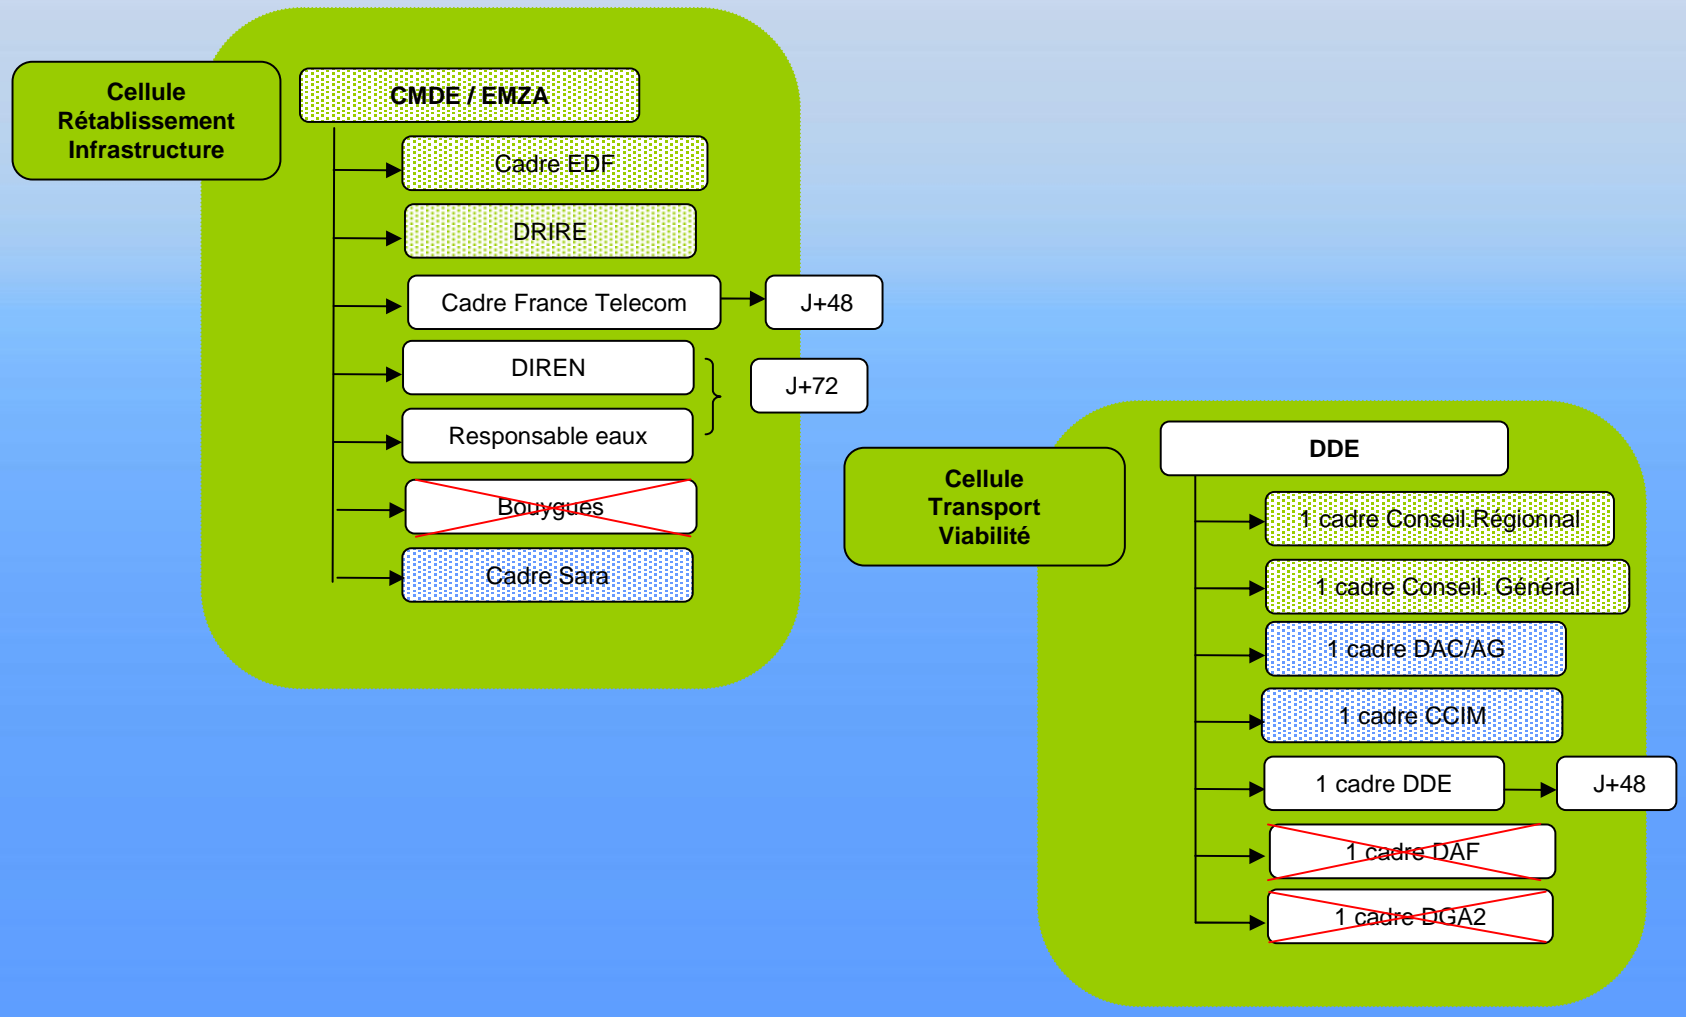 Cellule
Rétablissement
Infrastructure
CMDE / EMZA
Cadre EDF
DRIRE
Cadre France Telecom
J+48
DIREN
J+72
Responsable eaux
Bouygues
Cadre Sara
Cellule
Transport
Viabilité
DDE
1 cadre Conseil.Régionnal
1 cadre Conseil. Général
1 cadre DAC/AG
1 cadre CCIM
1 cadre DDE
J+48
1 cadre DAF
1 cadre DGA2